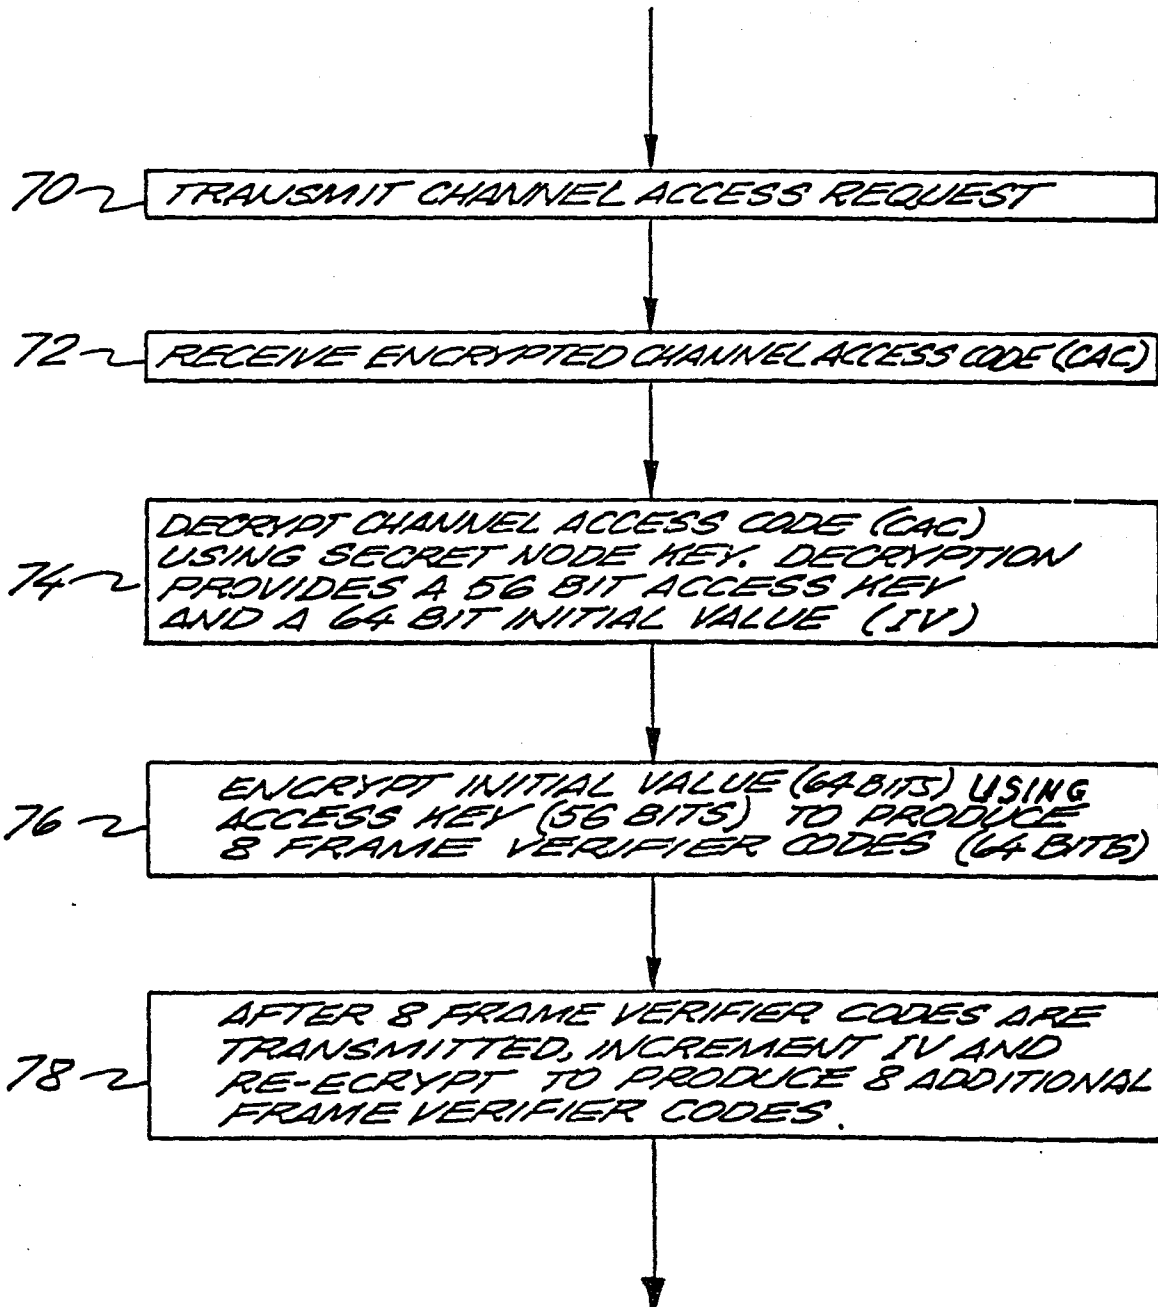 70 TRANSMIT CHANNEL ACCESS REQUEST
72 RECEIVE ENCRYPTED CHANNEL ACCESS CODE (CAC)
DECRYPT CHANNEL ACCESS CODE (CAC)
USING SECRET NODE KEY. DECRYPTION
74 PROVIDES A 56 BIT ACCESS KEY
AND A 64 BIT INITIAL VALUE (IV)
ENCRYPT INITIAL VALUE (64 BITS) USING
76 ACCESS KEY (56 BITS) TO PRODUCE
8 FRAME VERIFIER CODES (64 BITS)
AFTER 8 FRAME VERIFIER CODES ARE
TRANSMITTED, INCREMENT IV AND
78 RE-ECRYPT TO PRODUCE 8 ADDITIONAL
FRAME VERIFIER CODES.